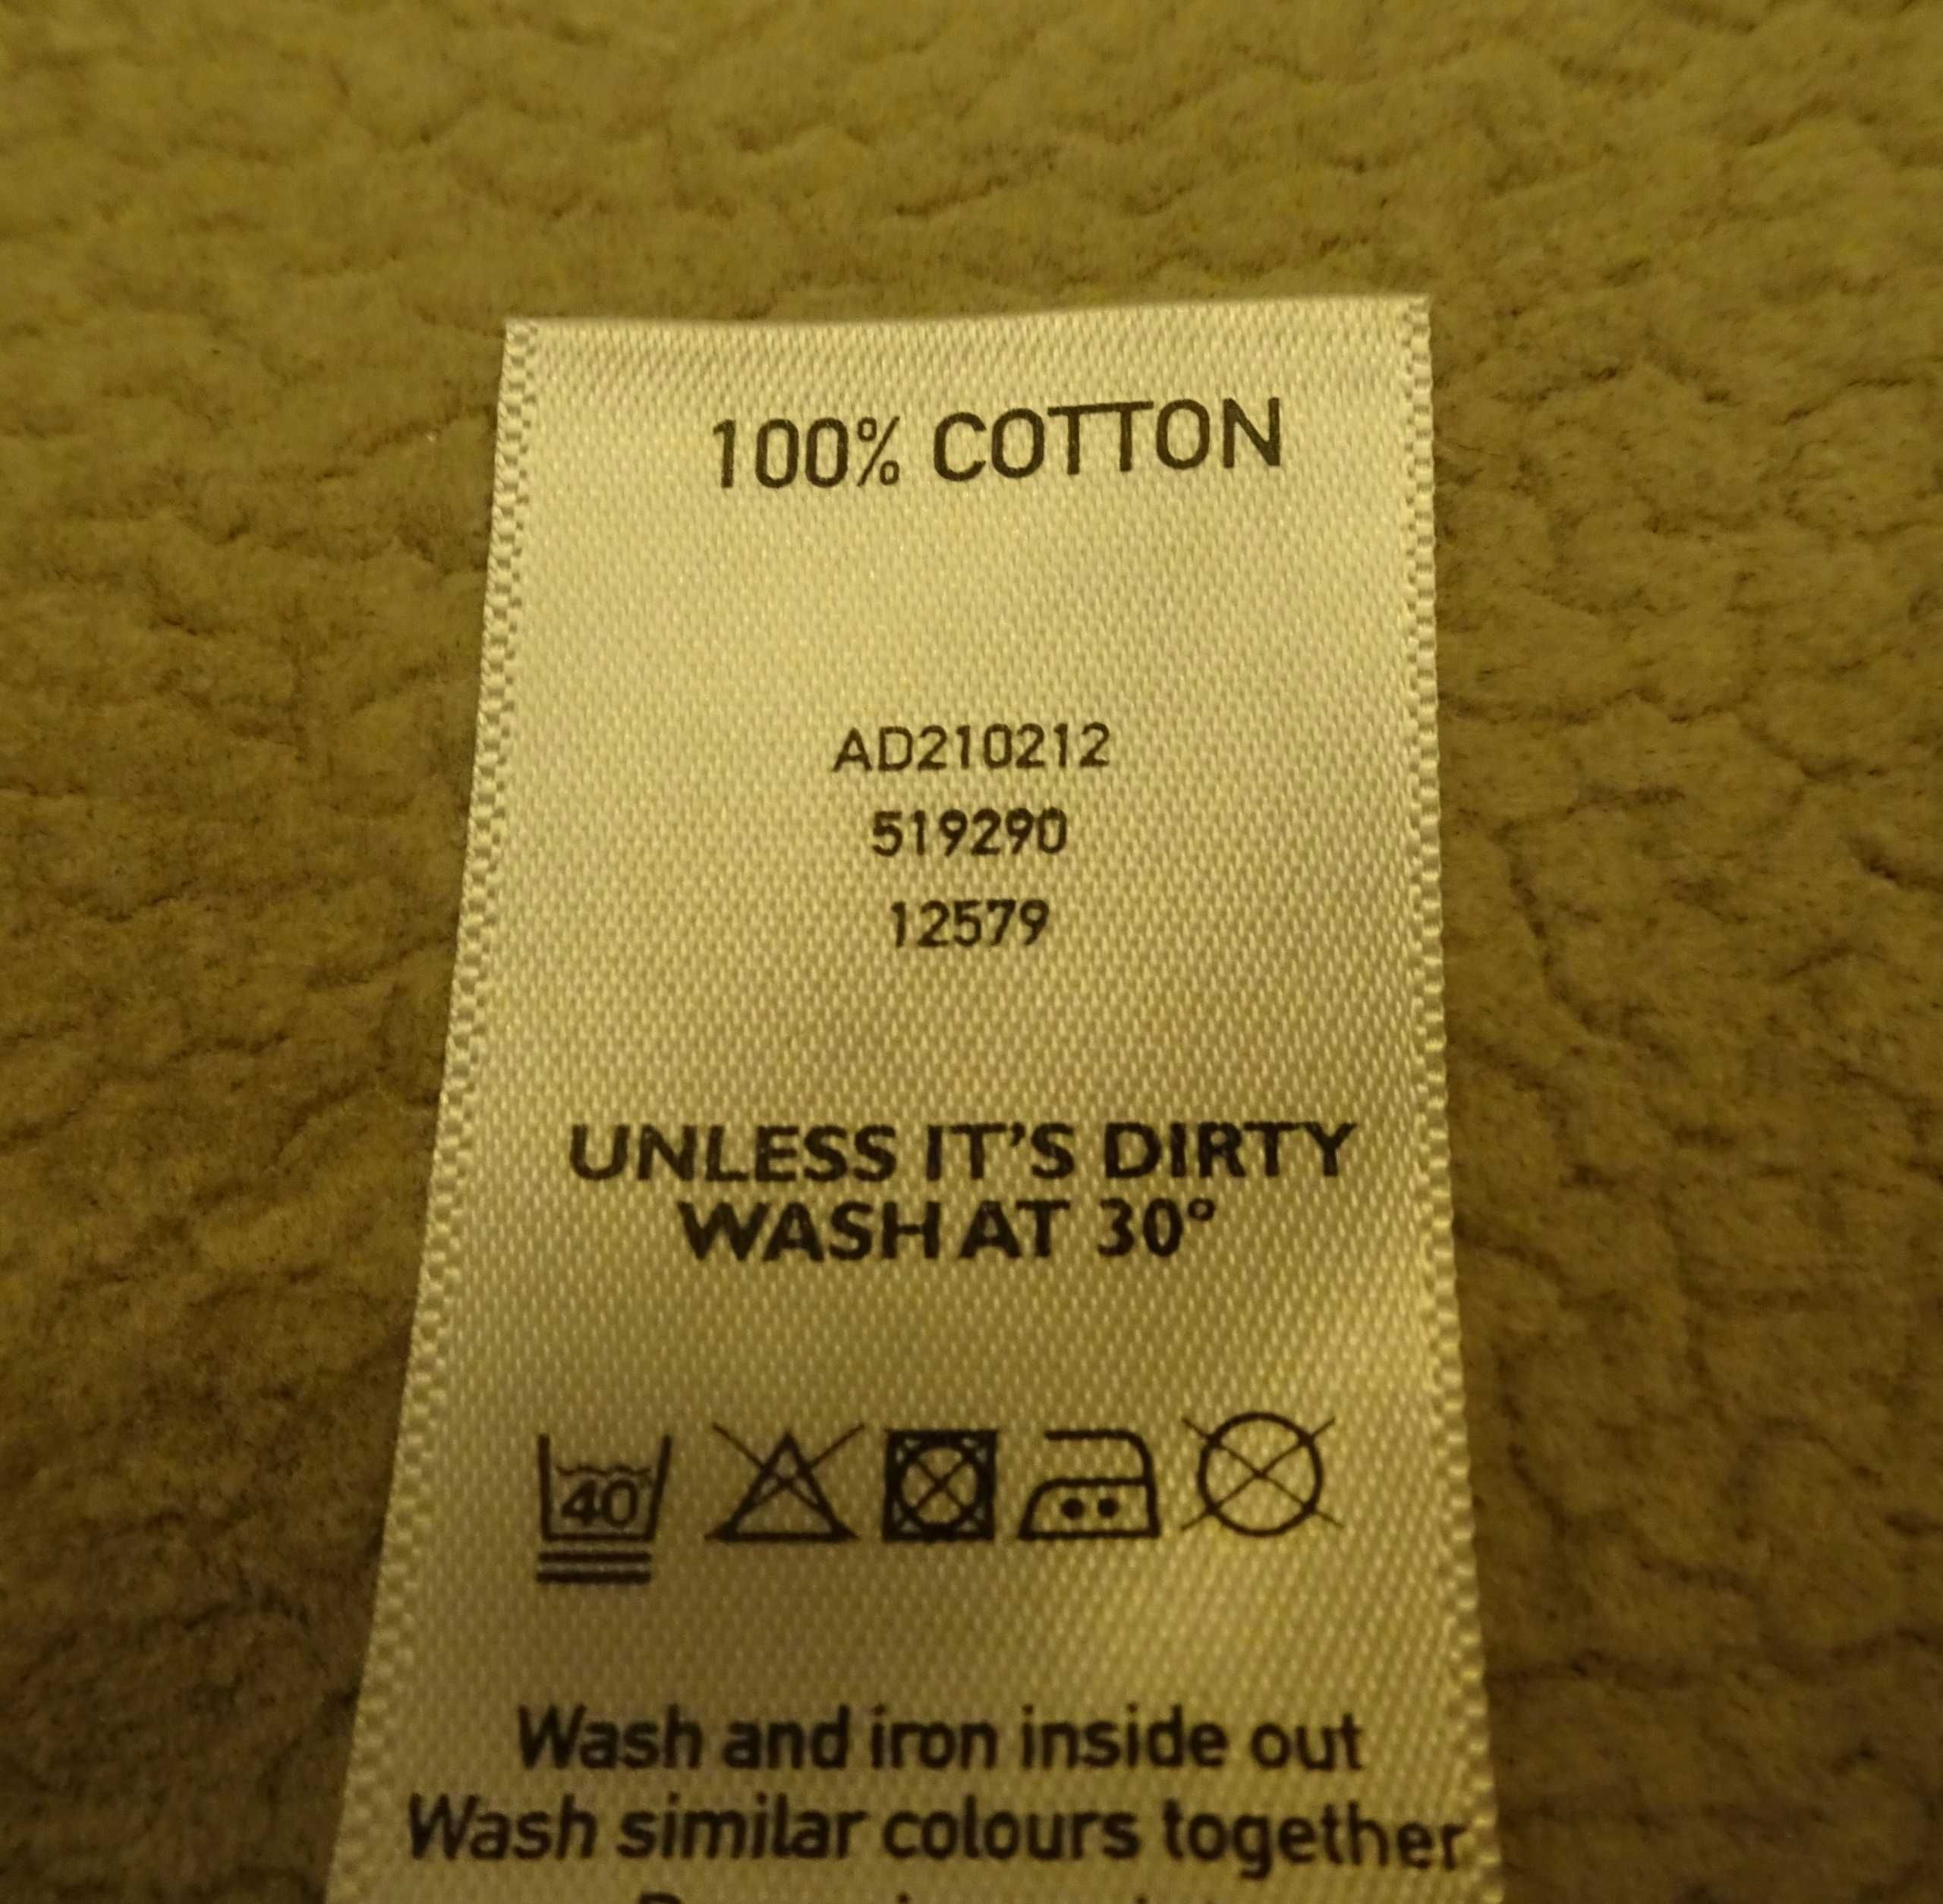 100% COTTON
AD210212
519290
12579
UNLESS IT'S DIRTY
WASH AT 30°
40
Wash and iron inside out
Wash similar colours together